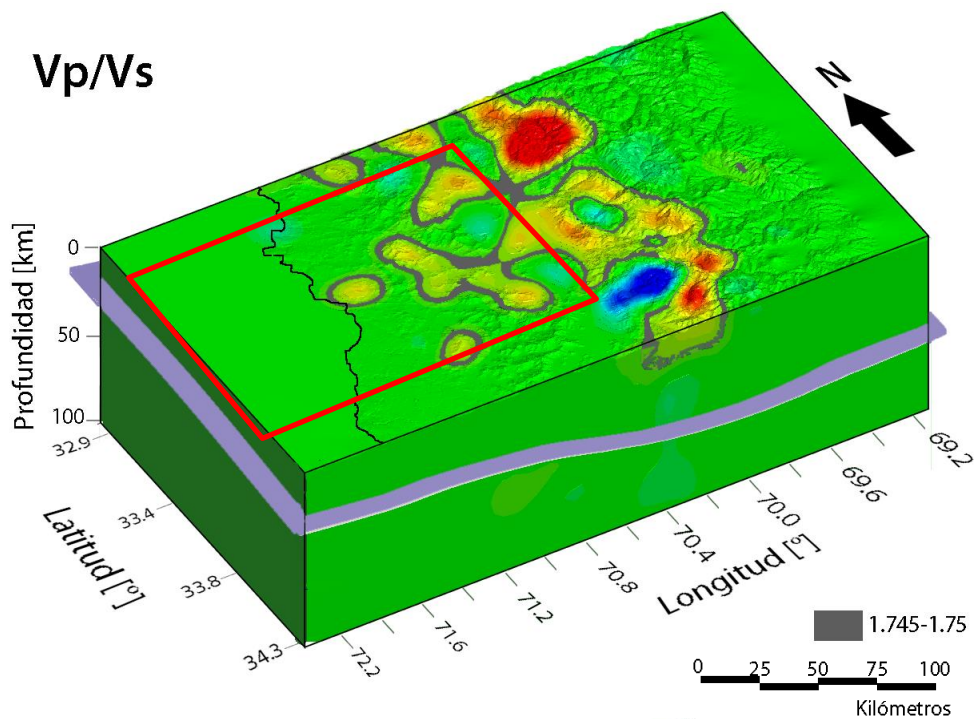 Vp/Vs
N
Profundidad [km]
0
50
100
32.9
33.4
33.8
34.3
Latitud [º]
72.2
71.6
71.2
70.8
70.4
70.0
69.6
69.2
Longitud [º]
1.745-1.75
0 25 50 75 100
Kilómetros